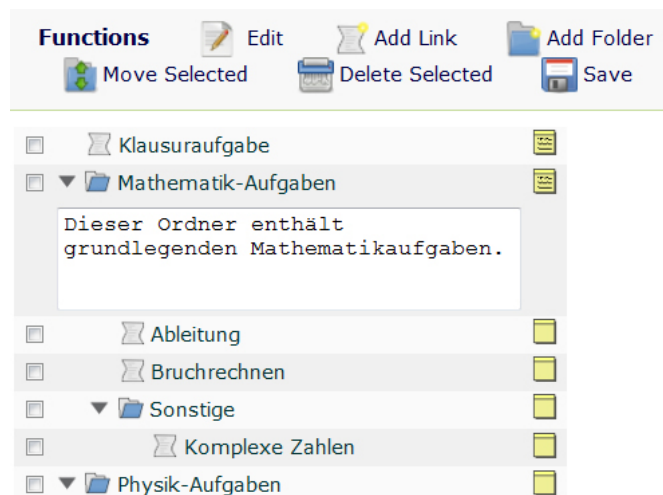 Functions Edit Add Link Add Folder
Move Selected Delete Selected Save
Klausuraufgabe
Mathematik-Aufgaben
Dieser Ordner enthält
grundlegenden Mathematikaufgaben.
Ableitung
Bruchrechnen
Sonstige
Komplexe Zahlen
Physik-Aufgaben